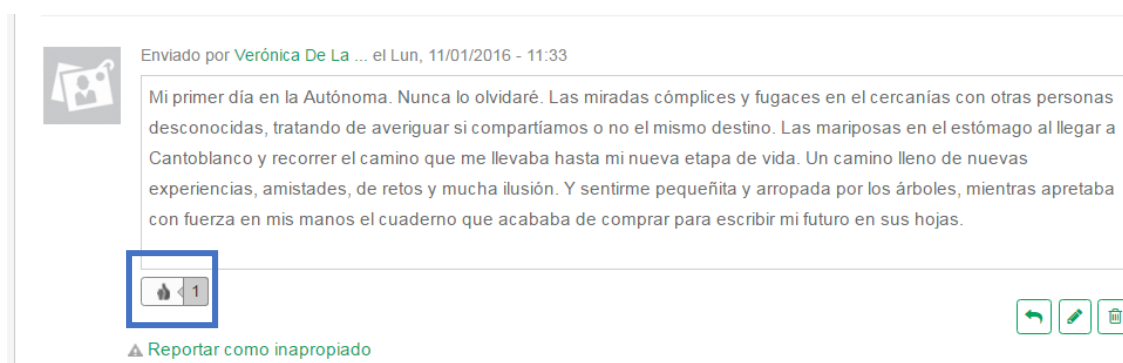 Enviado por Verónica De La ... el Lun, 11/01/2016 - 11:33
Mi primer día en la Autónoma. Nunca lo olvidaré. Las miradas cómplices y fugaces en el cercanías con otras personas
desconocidas, tratando de averiguar si compartíamos o no el mismo destino. Las mariposas en el estómago al llegar a
Cantoblanco y recorrer el camino que me llevaba hasta mi nueva etapa de vida. Un camino lleno de nuevas
experiencias, amistades, de retos y mucha ilusión. Y sentirme pequeñita y arropada por los árboles, mientras apretaba
con fuerza en mis manos el cuaderno que acababa de comprar para escribir mi futuro en sus hojas.
1
Reportar como inapropiado